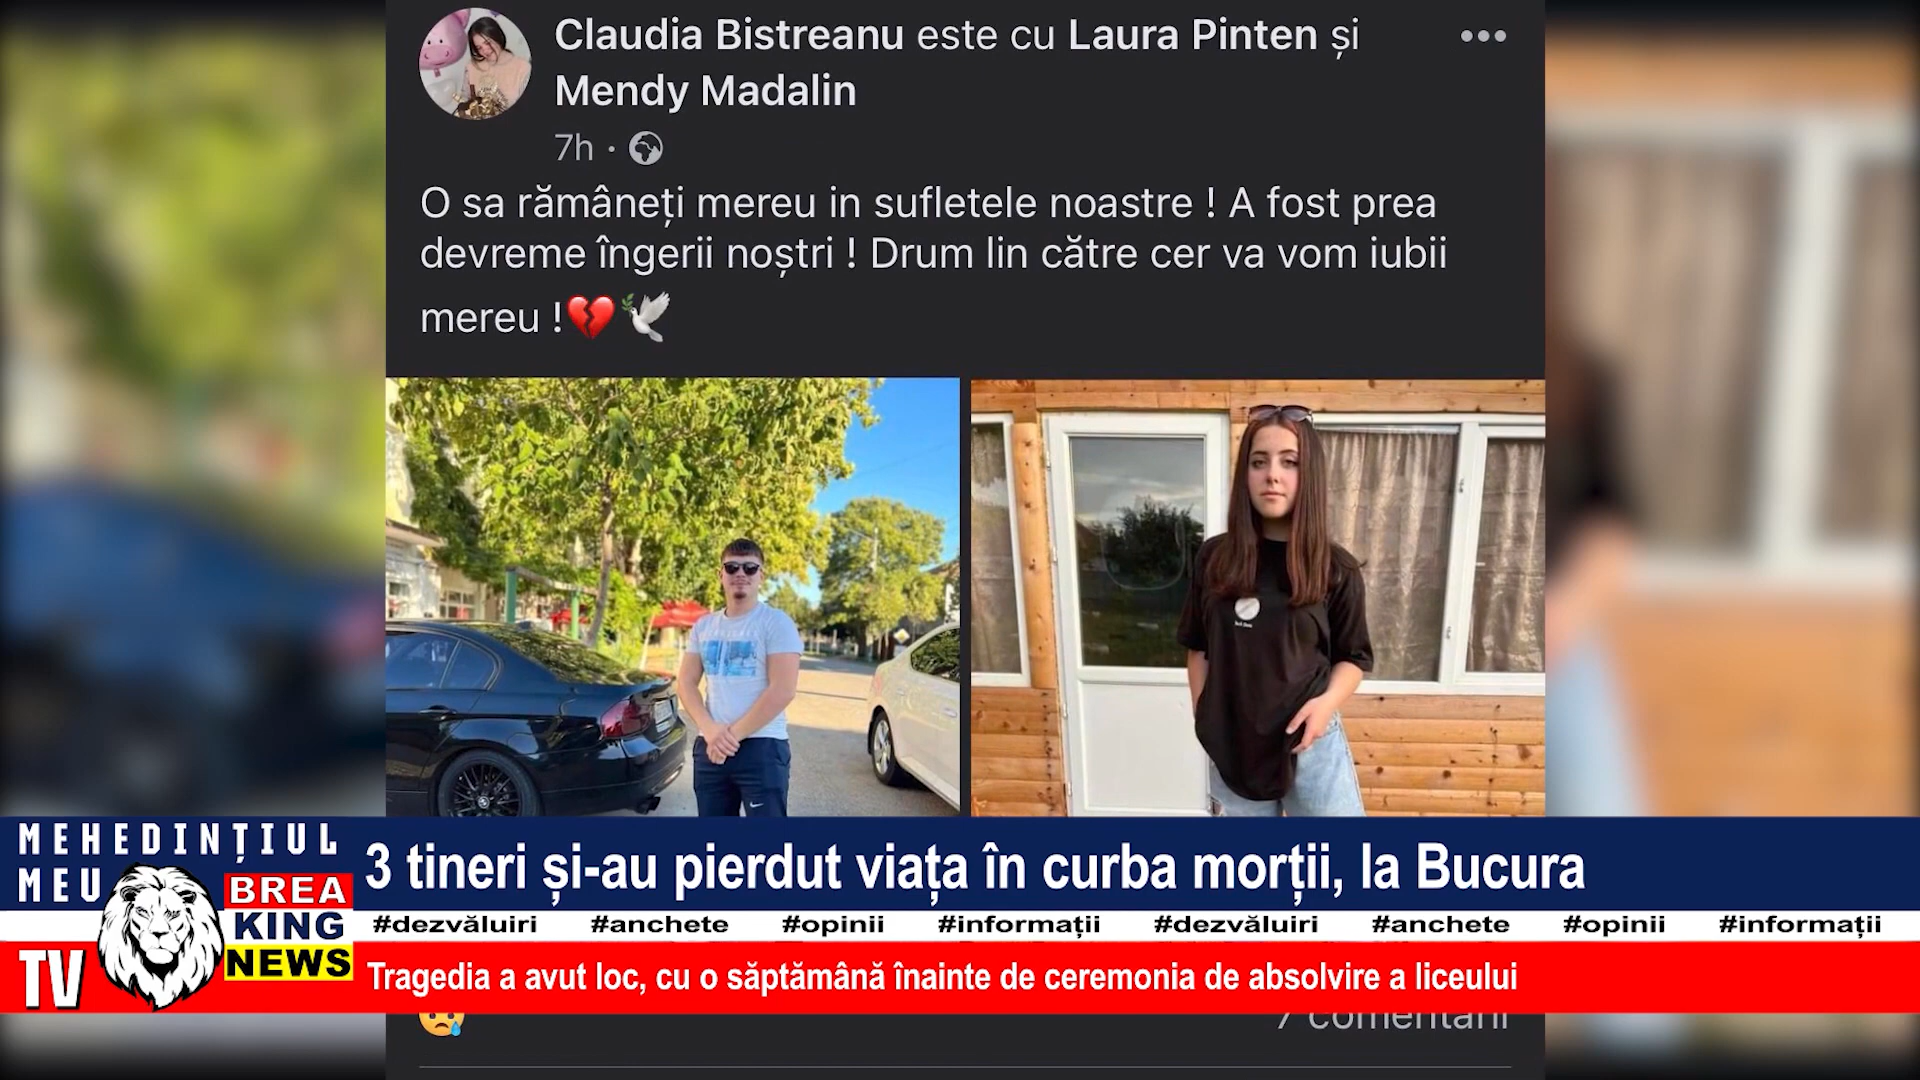 Claudia Bistreanu este cu Laura Pinten și
Mendy Madalin
7h ·
O sa rămâneți mereu in sufletele noastre ! A fost prea
devreme îngerii noștri ! Drum lin către cer va vom iubii
mereu !💔🕊
MEHEDINȚIUL
MEU
TV
BREA
KING
NEWS
3 tineri și-au pierdut viața în curba morții, la Bucura
#dezvăluiri #anchete #opinii #informații #dezvăluiri #anchete #opinii #informații
Tragedia a avut loc, cu o săptămână înainte de ceremonia de absolvire a liceului
7 comentarii